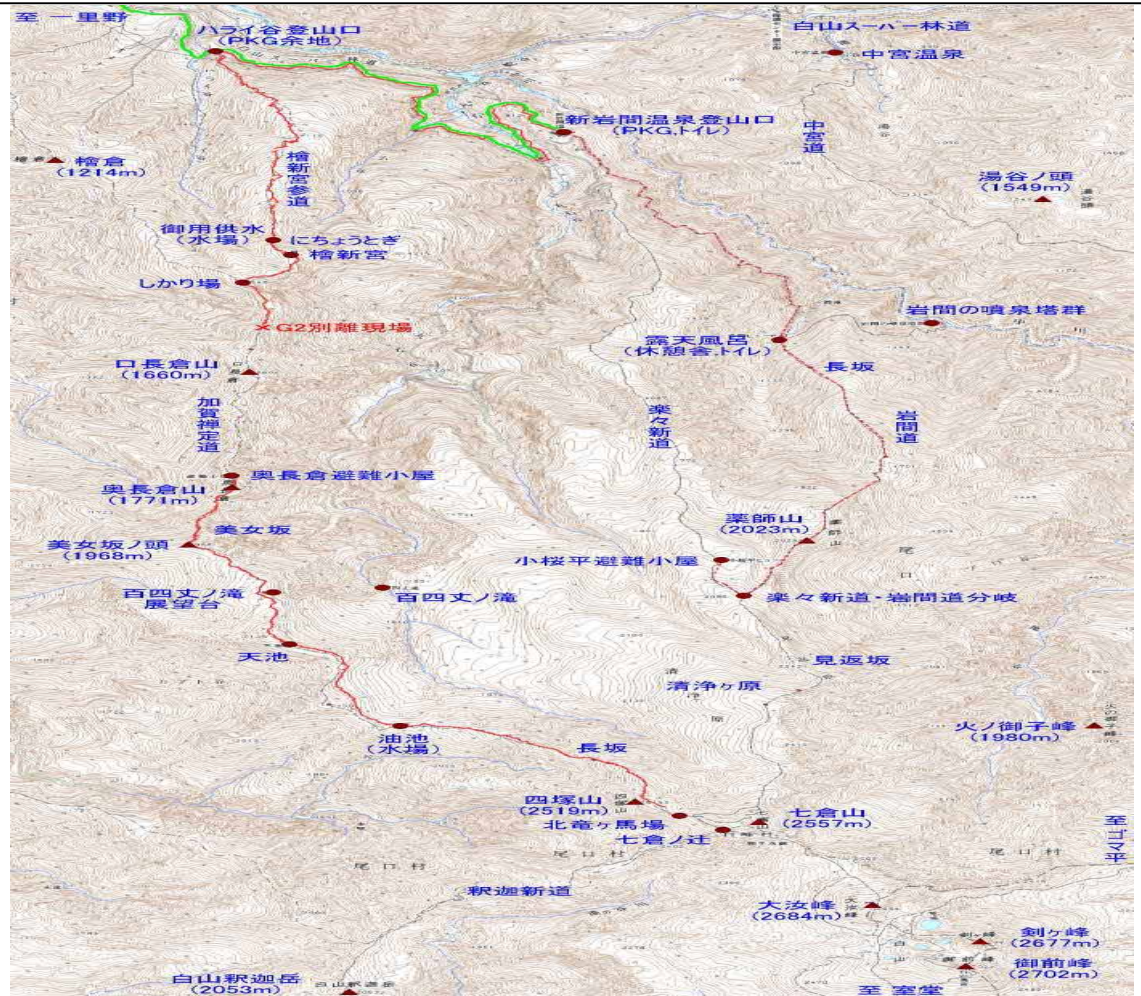 至 一里野
ハライ谷登山口
(PKG余地)
白山スーパー林道
中宮温泉
新岩間温泉登山口
(PKG,トイレ)
中宮道
檜倉
(1214m)
湯谷ノ頭
(1549m)
檜新宮参道
御用供水
(水場)
にちょうとぎ
檜新宮
しかり場
G2別離現場
岩間の噴泉塔群
露天風呂
(休憩舎,トイレ)
口長倉山
(1660m)
長坂
加賀禅定道
楽々新道
岩間道
奥長倉避難小屋
奥長倉山
(1771m)
美女坂
薬師山
(2023m)
美女坂ノ頭
(1968m)
小桜平避難小屋
百四丈ノ滝
展望台
百四丈ノ滝
楽々新道・岩間道分岐
天池
見返坂
清浄ヶ原
油池
(水場)
長坂
火ノ御子峰
(1980m)
四塚山
(2519m)
北竜ヶ馬場
七倉山
(2557m)
七倉ノ辻
至ゴマ平
尾口村
尾口村
尾口村
釈迦新道
大汝峰
(2684m)
剣ヶ峰
(2677m)
御前峰
(2702m)
白山釈迦岳
(2053m)
至 室堂